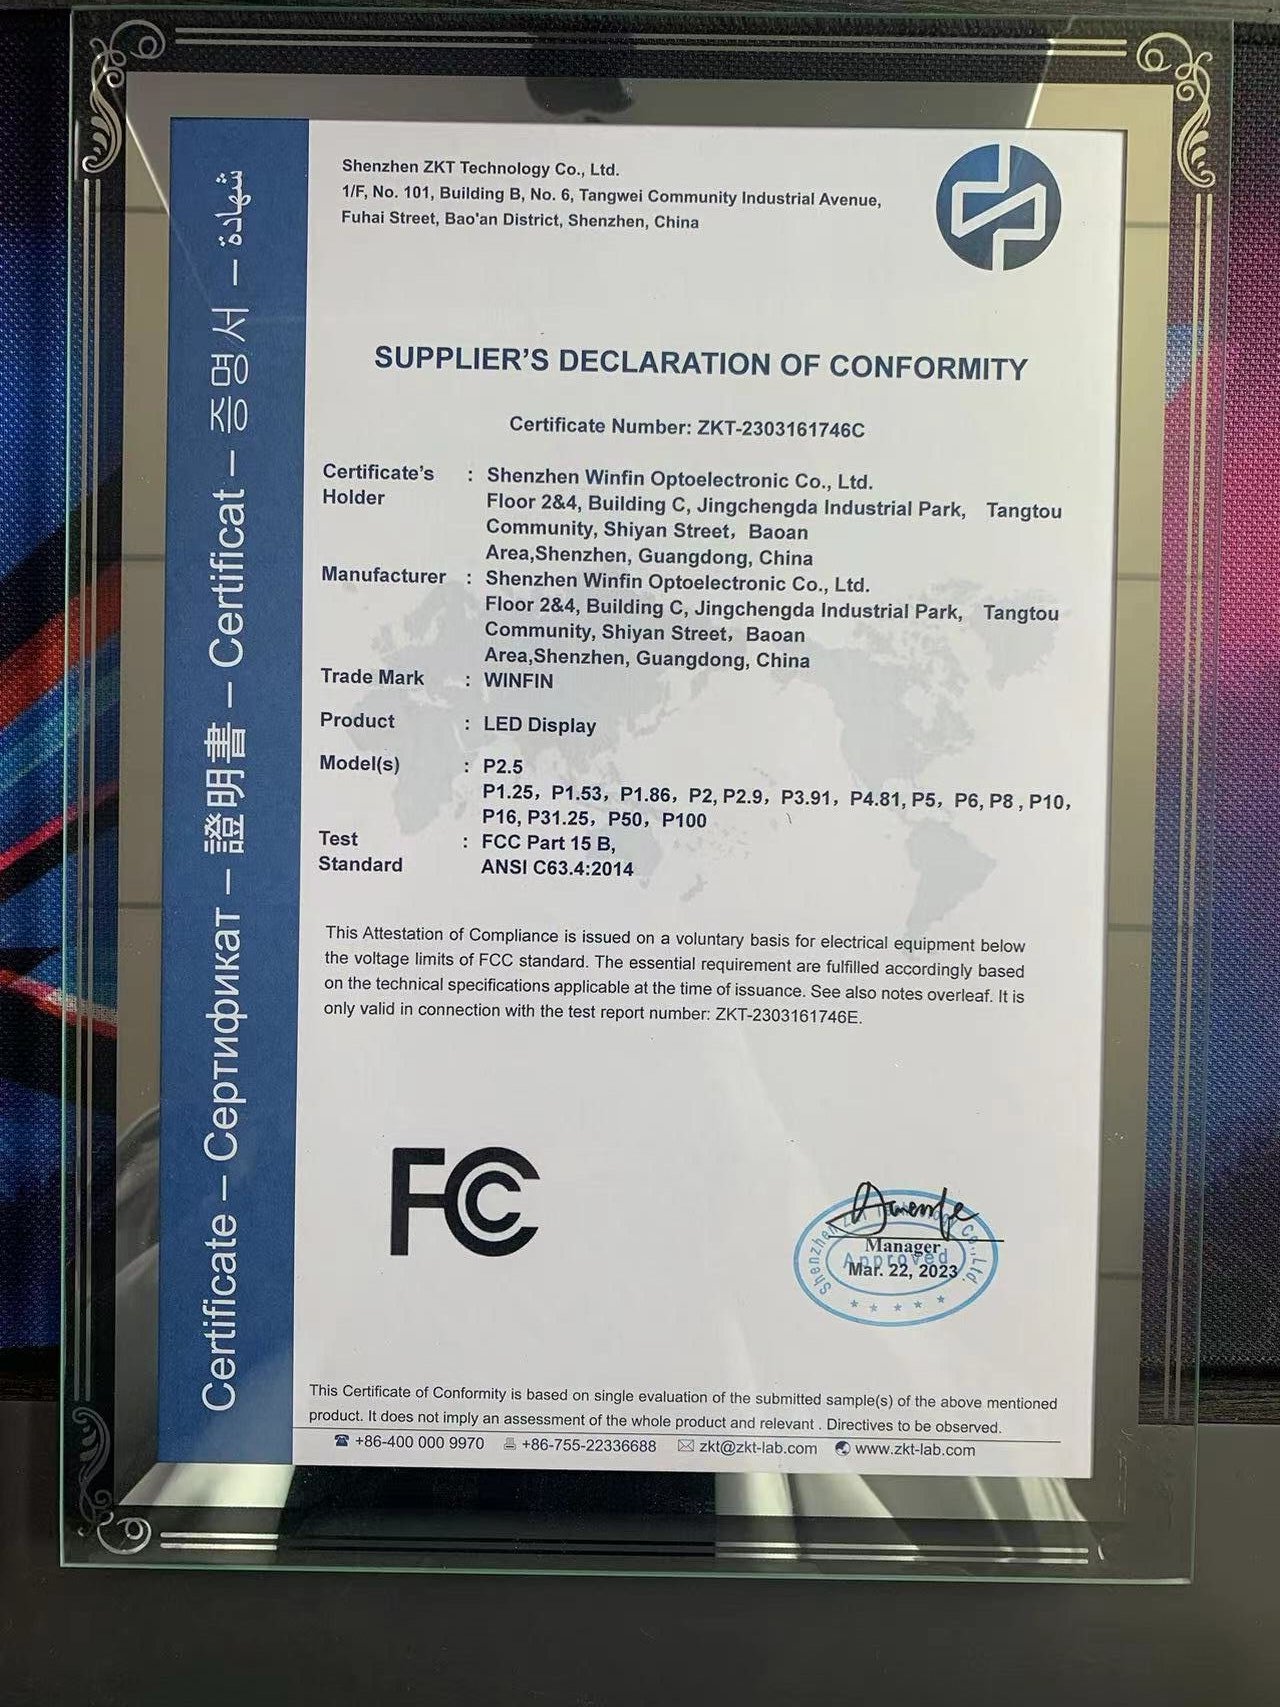 Shenzhen ZKT Technology Co., Ltd.
1/F, No. 101, Building B, No. 6, Tangwei Community Industrial Avenue,
Fuhai Street, Bao'an District, Shenzhen, China
SUPPLIER'S DECLARATION OF CONFORMITY
Certificate Number: ZKT-2303161746C
Certificate's Holder : Shenzhen Winfin Optoelectronic Co., Ltd.
Floor 2&4, Building C, Jingchengda Industrial Park, Tangtou
Community, Shiyan Street，Baoan
Area,Shenzhen, Guangdong, China
Manufacturer : Shenzhen Winfin Optoelectronic Co., Ltd.
Floor 2&4, Building C, Jingchengda Industrial Park, Tangtou
Community, Shiyan Street，Baoan
Area,Shenzhen, Guangdong, China
Trade Mark : WINFIN
Product : LED Display
Model(s) : P2.5
P1.25，P1.53，P1.86，P2, P2.9，P3.91，P4.81, P5，P6, P8 , P10，
P16, P31.25，P50，P100
Test Standard : FCC Part 15 B,
ANSI C63.4:2014
This Attestation of Compliance is issued on a voluntary basis for electrical equipment below
the voltage limits of FCC standard. The essential requirement are fulfilled accordingly based
on the technical specifications applicable at the time of issuance. See also notes overleaf. It is
only valid in connection with the test report number: ZKT-2303161746E.
FC
Shenzhen ZKT Technology Co.,Ltd.
Approved
Manager
Mar. 22, 2023
This Certificate of Conformity is based on single evaluation of the submitted sample(s) of the above mentioned
product. It does not imply an assessment of the whole product and relevant . Directives to be observed.
+86-400 000 9970 +86-755-22336688 zkt@zkt-lab.com www.zkt-lab.com
Certificate – Сертификат – 證明書 – Certificat – 증명서 – شهادة